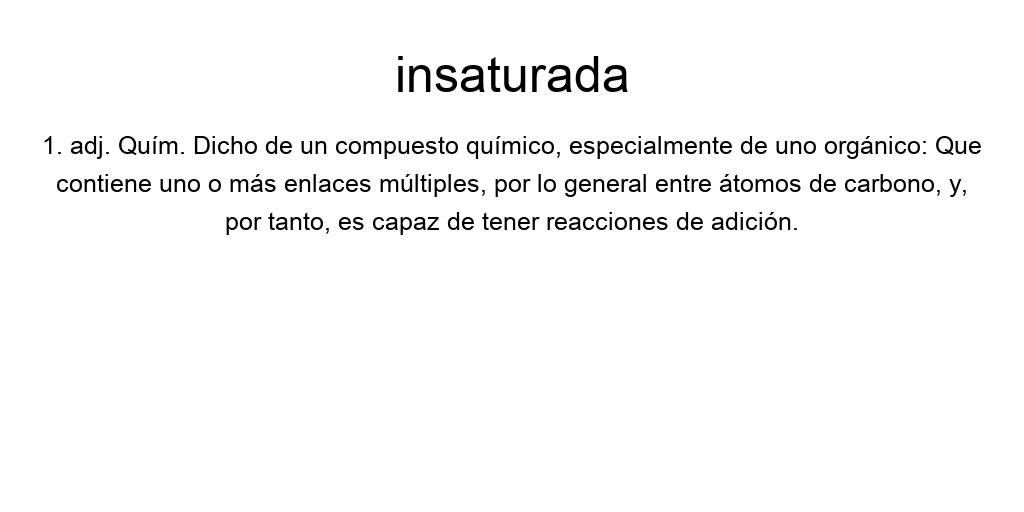 insaturada
1. adj. Quím. Dicho de un compuesto químico, especialmente de uno orgánico: Que
contiene uno o más enlaces múltiples, por lo general entre átomos de carbono, y,
por tanto, es capaz de tener reacciones de adición.